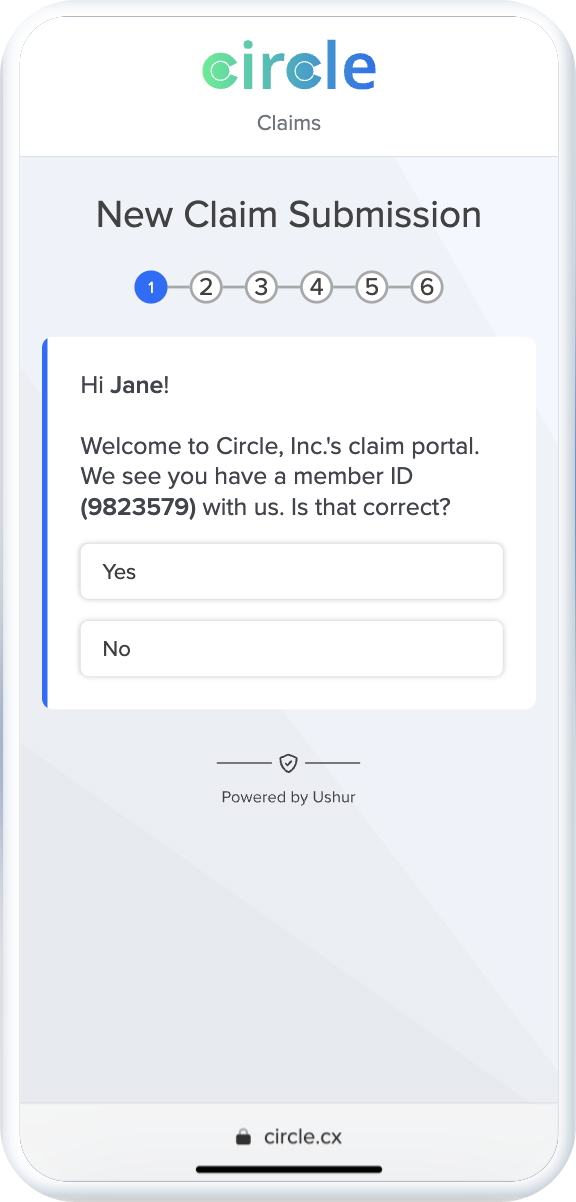 circle
Claims
New Claim Submission
1 2 3 4 5 6
Hi Jane!
Welcome to Circle, Inc.'s claim portal.
We see you have a member ID
(9823579) with us. Is that correct?
Yes
No
Powered by Ushur
circle.cx